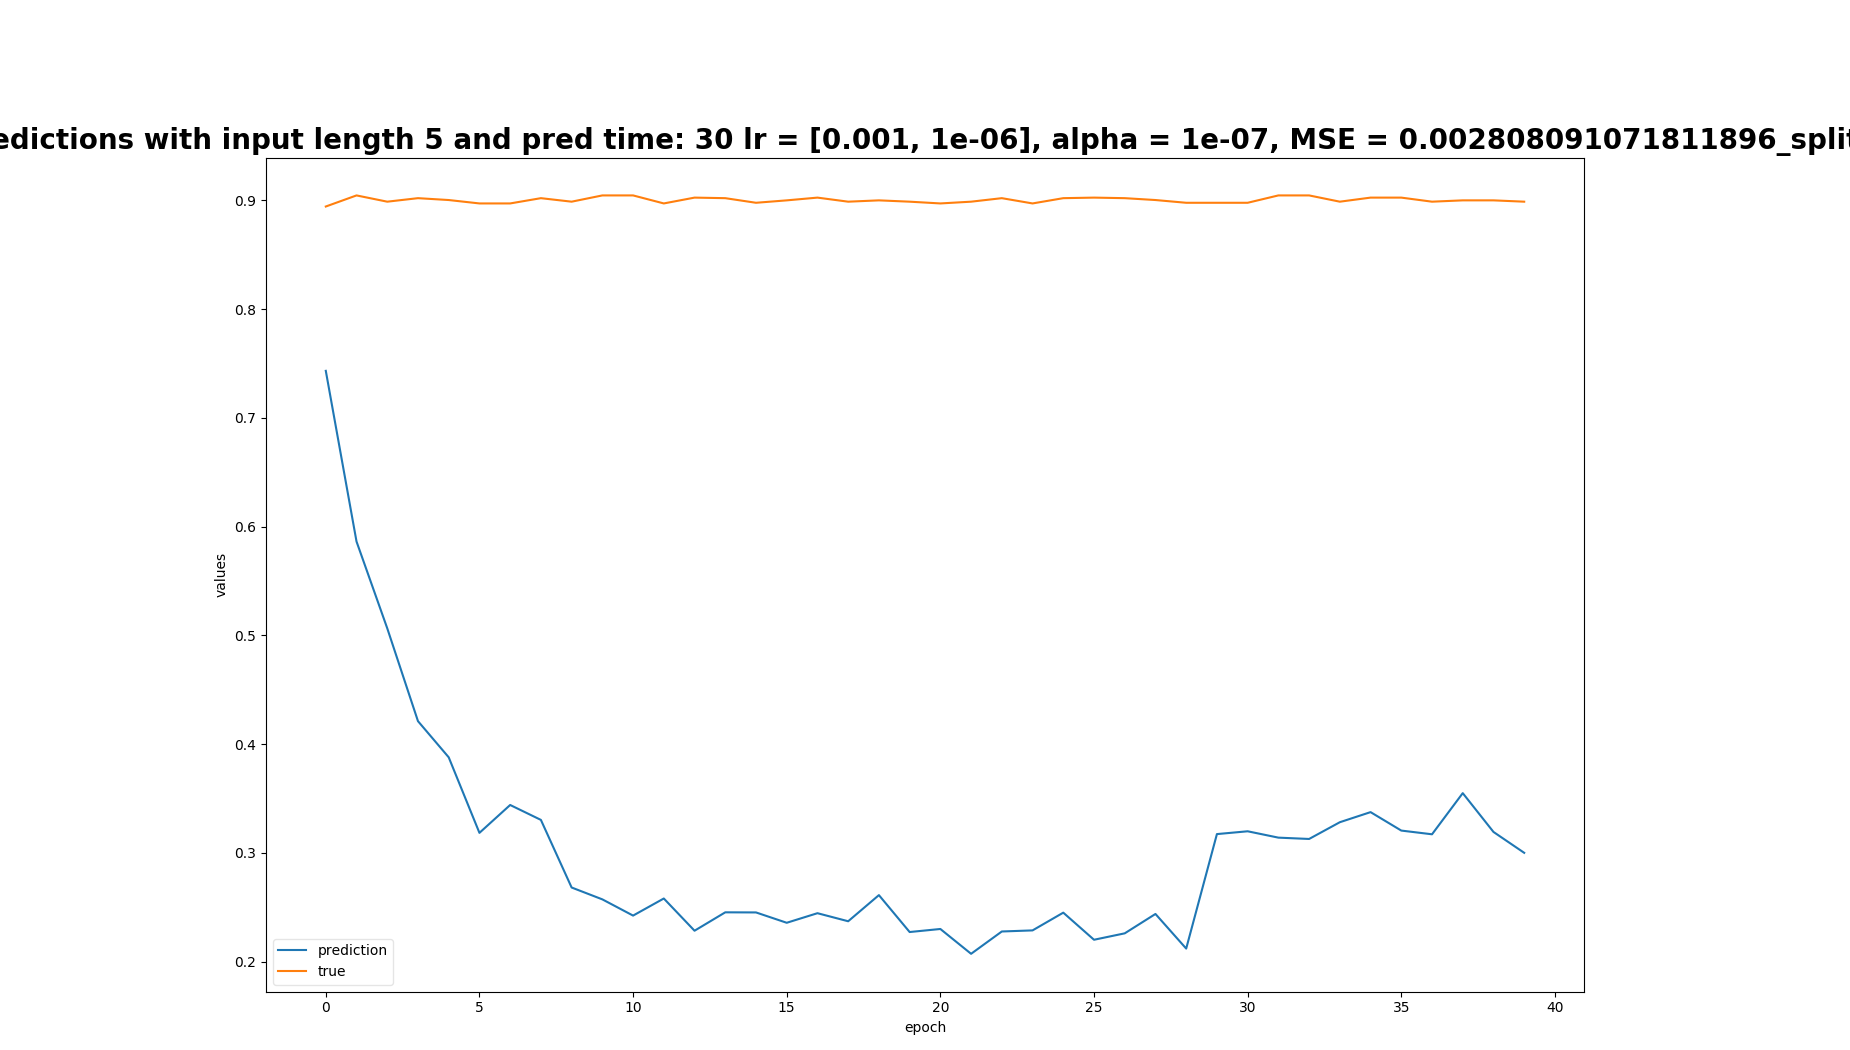 edictions with input length 5 and pred time: 30 lr = [0.001, 1e-06], alpha = 1e-07, MSE = 0.002808091071811896_split
0.9
0.8
0.7
0.6
0.5
0.4
0.3
0.2
values
prediction
true
0 5 10 15 20 25 30 35 40
epoch